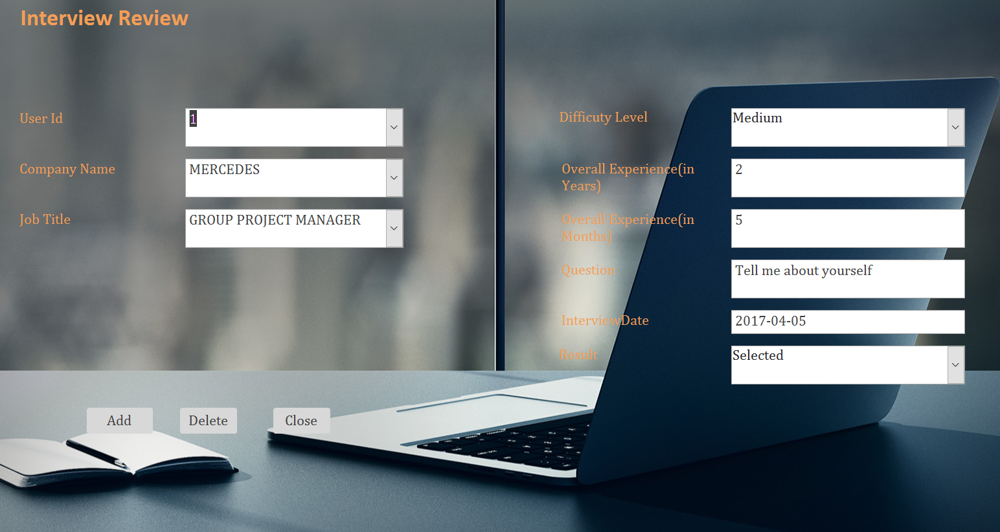 Interview Review
User Id
1
Company Name
MERCEDES
Job Title
GROUP PROJECT MANAGER
Difficuty Level
Medium
Overall Experience(in
Years)
2
Overall Experience(in
Months)
5
Question
Tell me about yourself
InterviewDate
2017-04-05
Result
Selected
Add
Delete
Close